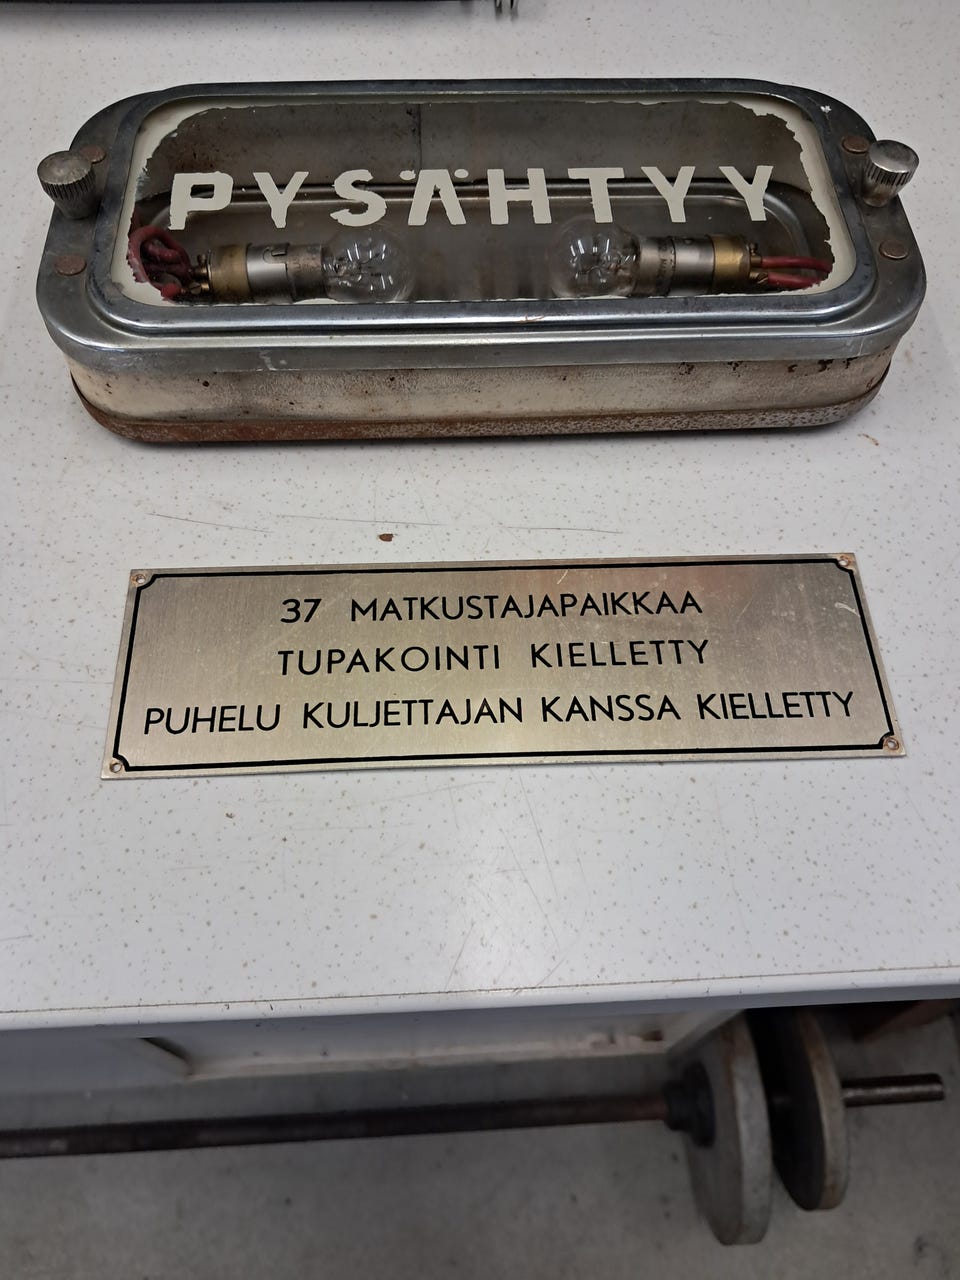 PYSÄHTYY
37 MATKUSTAJAPAIKKAA
TUPAKOINTI KIELLETTY
PUHELU KULJETTAJAN KANSSA KIELLETTY